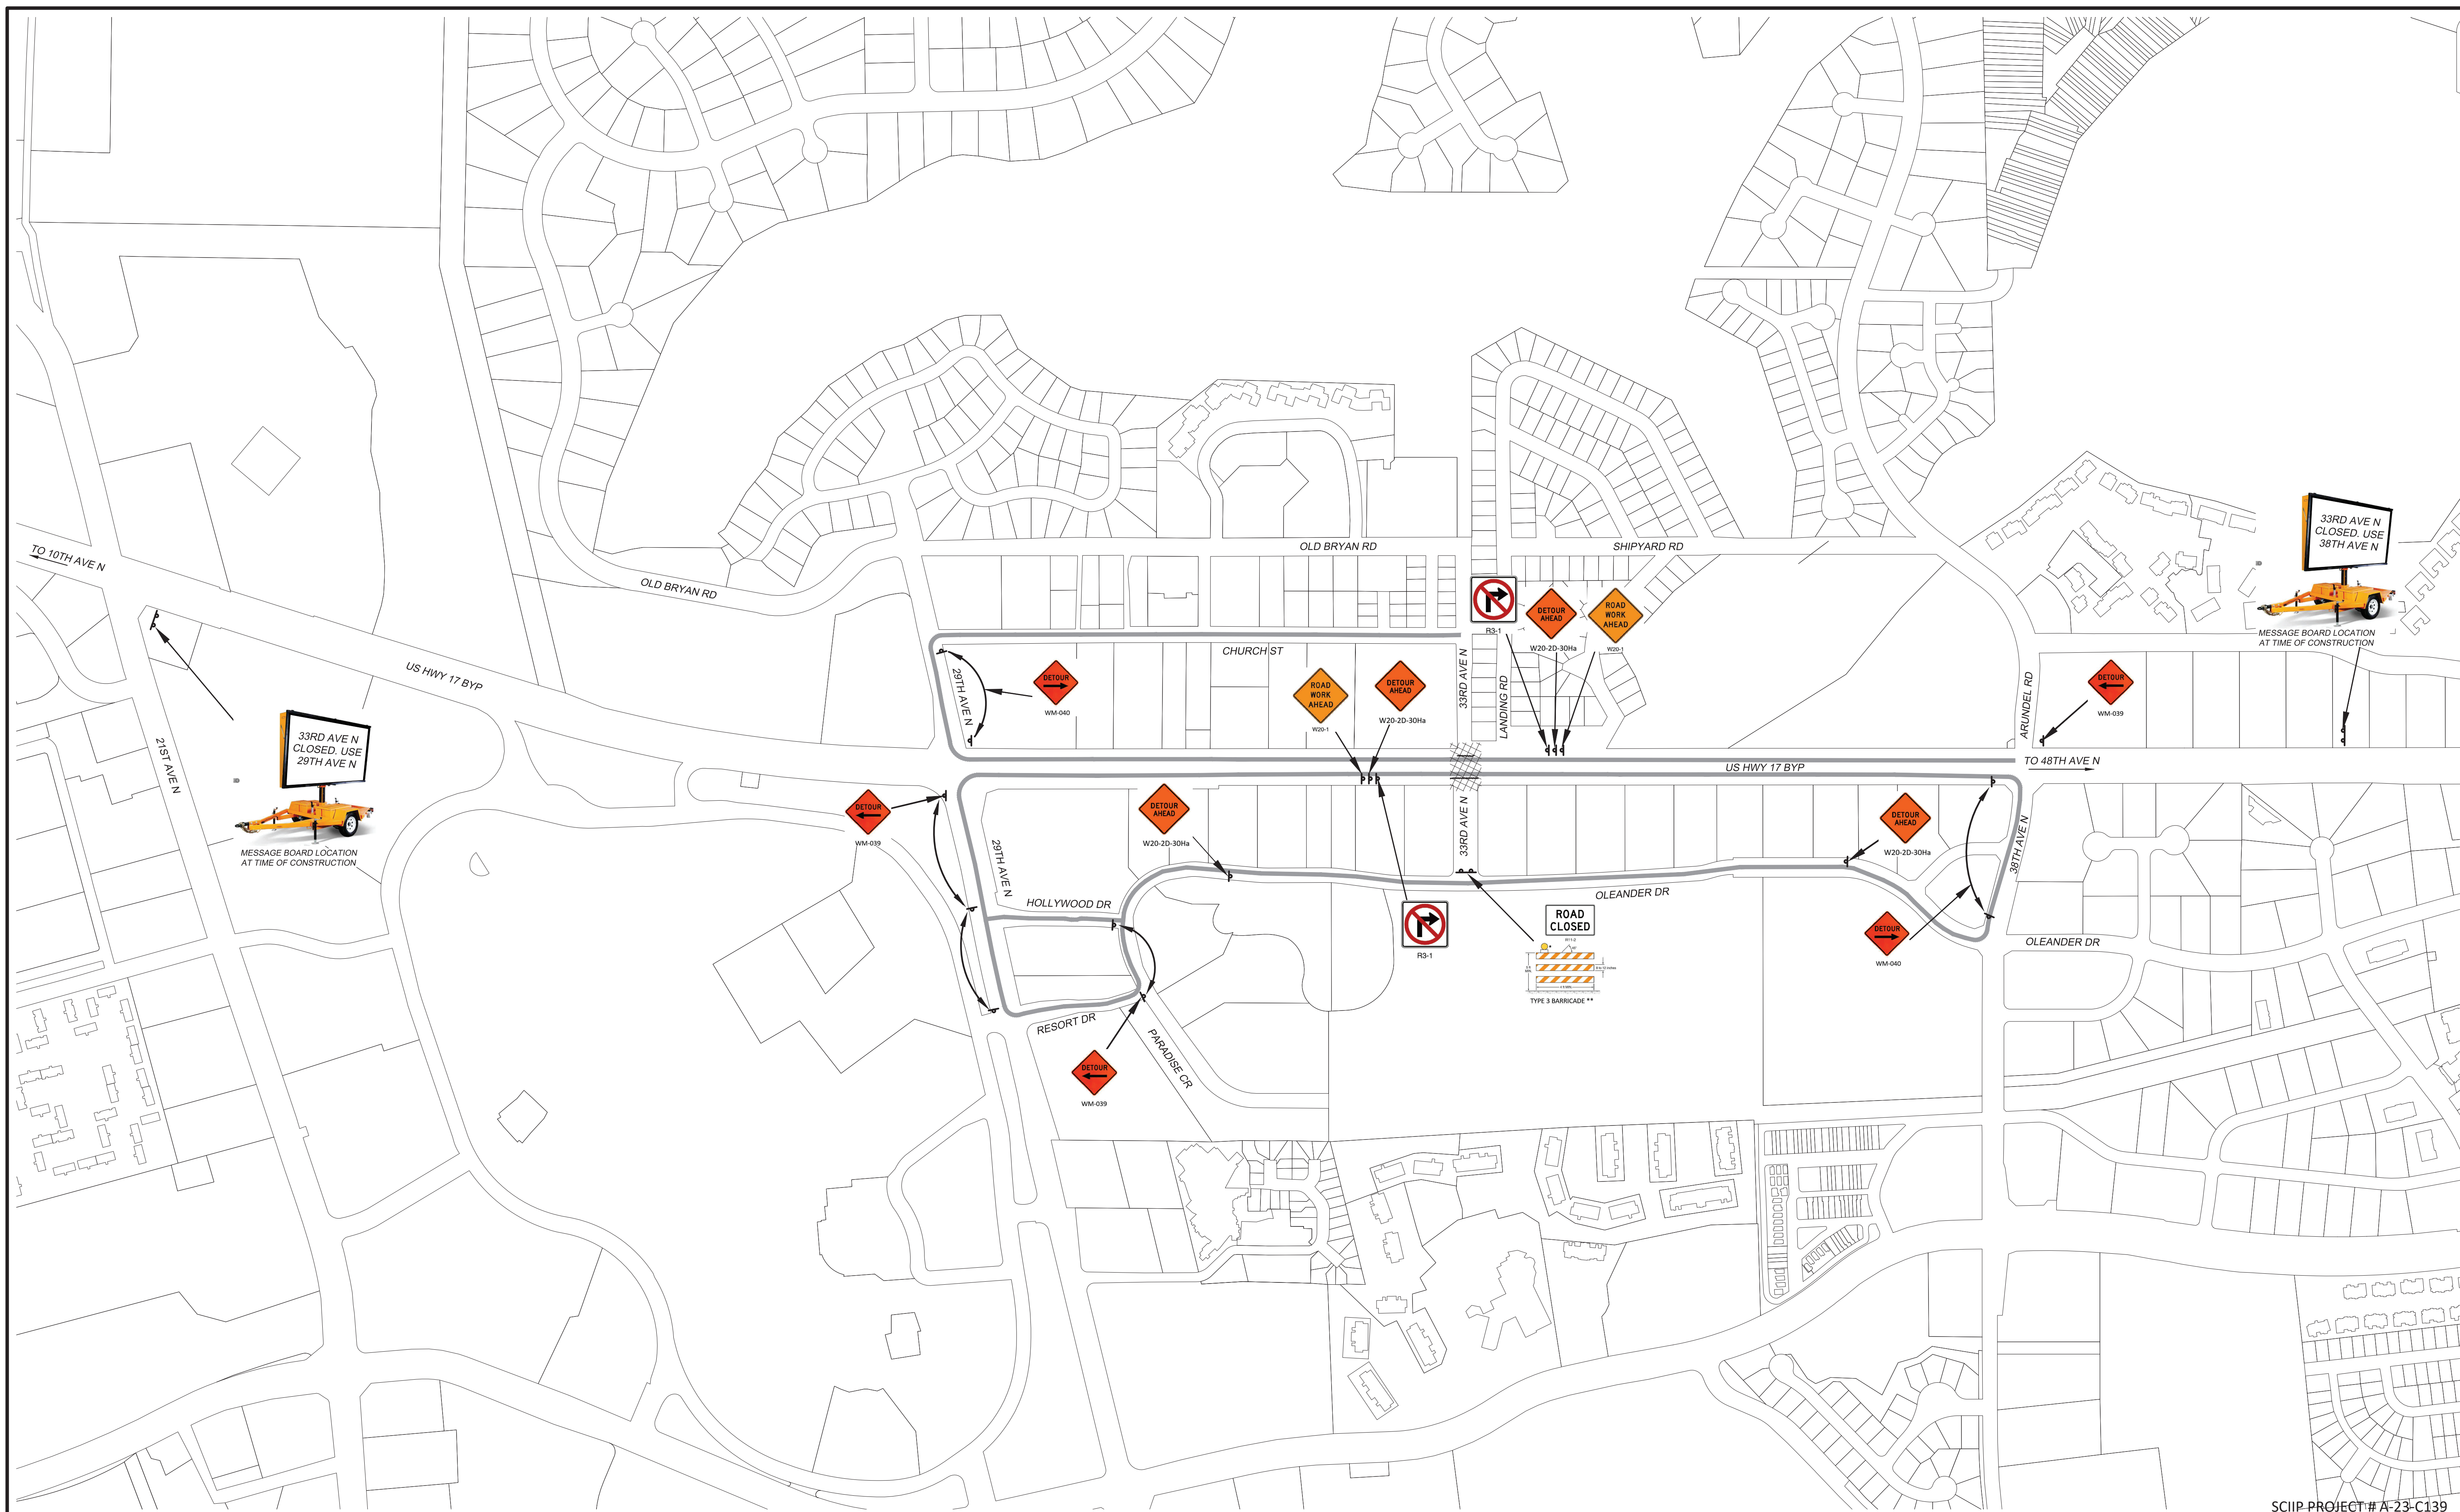 OLD BRYAN RD
SHIPYARD RD
TO 10TH AVE N
OLD BRYAN RD
33RD AVE N
CLOSED. USE
38TH AVE N
MESSAGE BOARD LOCATION
AT TIME OF CONSTRUCTION
R3-1
DETOUR
AHEAD
W20-2D-30Ha
ROAD
WORK
AHEAD
W20-1
CHURCH ST
29TH AVE N
DETOUR
WM-040
ROAD
WORK
AHEAD
W20-1
DETOUR
AHEAD
W20-2D-30Ha
33RD AVE N
LANDING RD
ARUNDEL RD
DETOUR
WM-039
US HWY 17 BYP
21ST AVE N
33RD AVE N
CLOSED. USE
29TH AVE N
MESSAGE BOARD LOCATION
AT TIME OF CONSTRUCTION
US HWY 17 BYP
TO 48TH AVE N
DETOUR
WM-039
DETOUR
AHEAD
W20-2D-30Ha
33RD AVE N
DETOUR
AHEAD
W20-2D-30Ha
38TH AVE N
29TH AVE N
HOLLYWOOD DR
OLEANDER DR
R3-1
ROAD
CLOSED
R11-2
TYPE 3 BARRICADE **
DETOUR
WM-040
OLEANDER DR
RESORT DR
PARADISE CR
DETOUR
WM-039
SCIIP PROJECT # A-23-C139